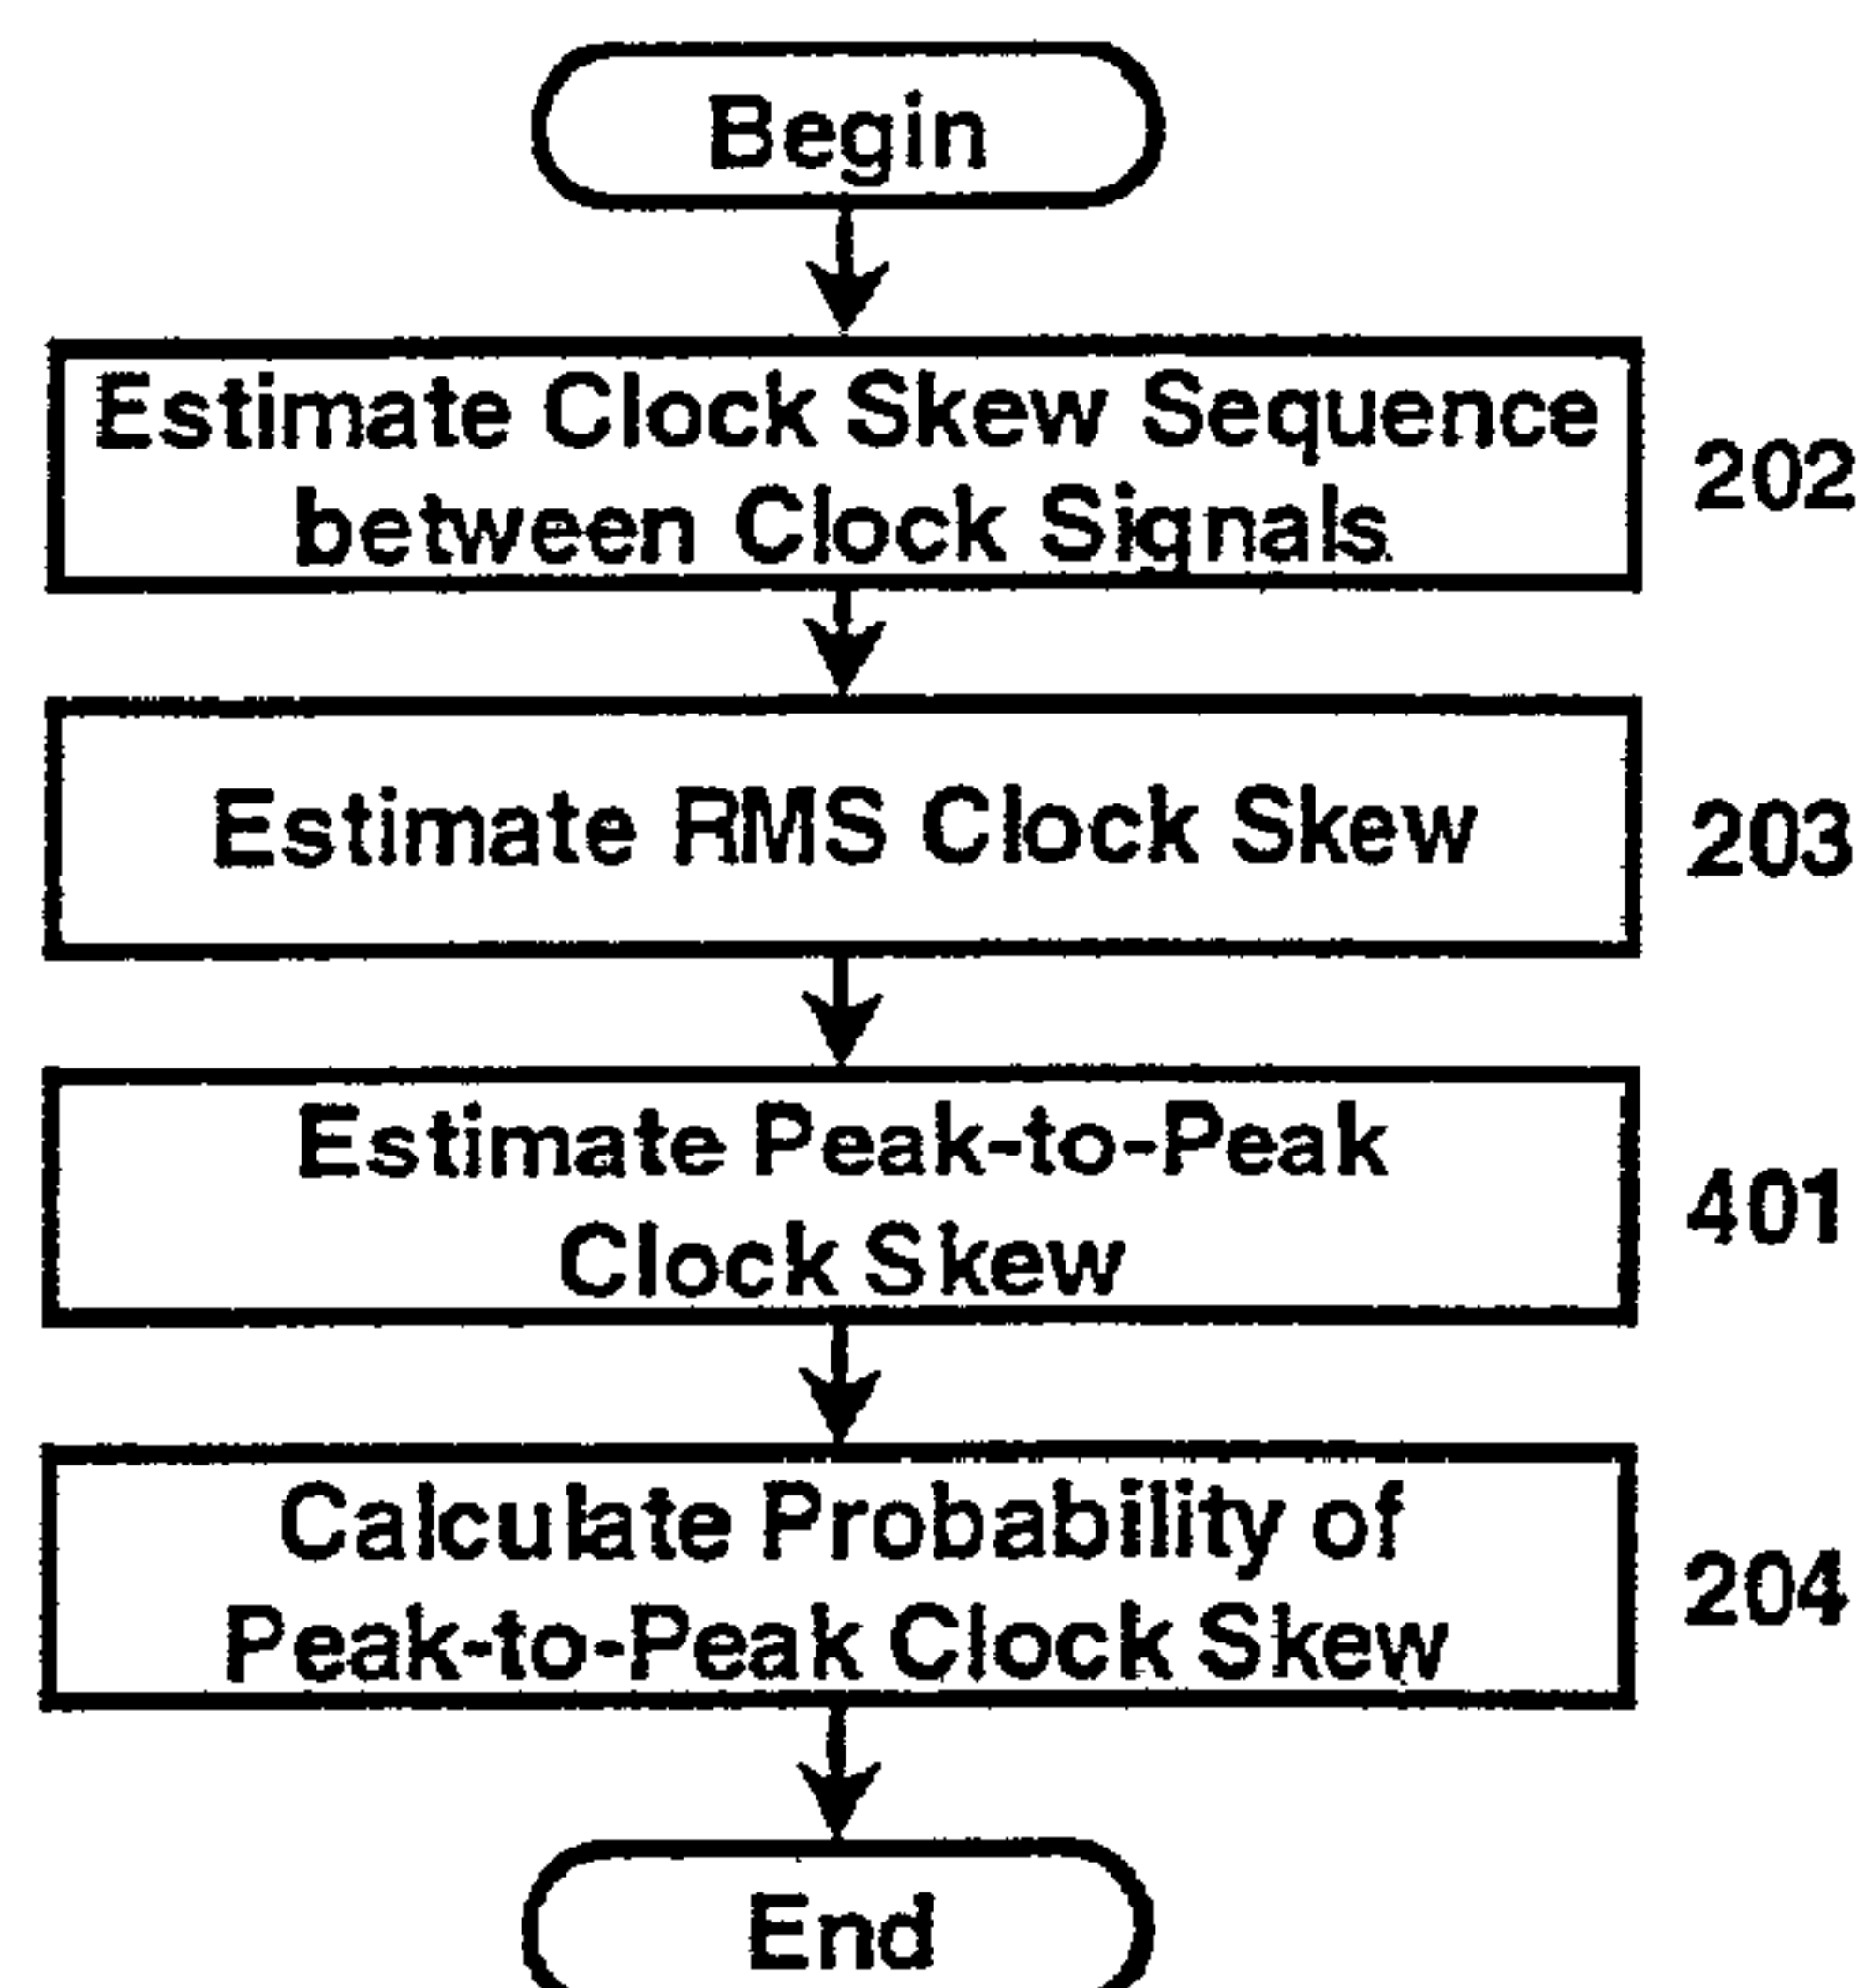 Begin
Estimate Clock Skew Sequence
between Clock Signals
202
Estimate RMS Clock Skew
203
Estimate Peak-to-Peak
Clock Skew
401
Calculate Probability of
Peak-to-Peak Clock Skew
204
End